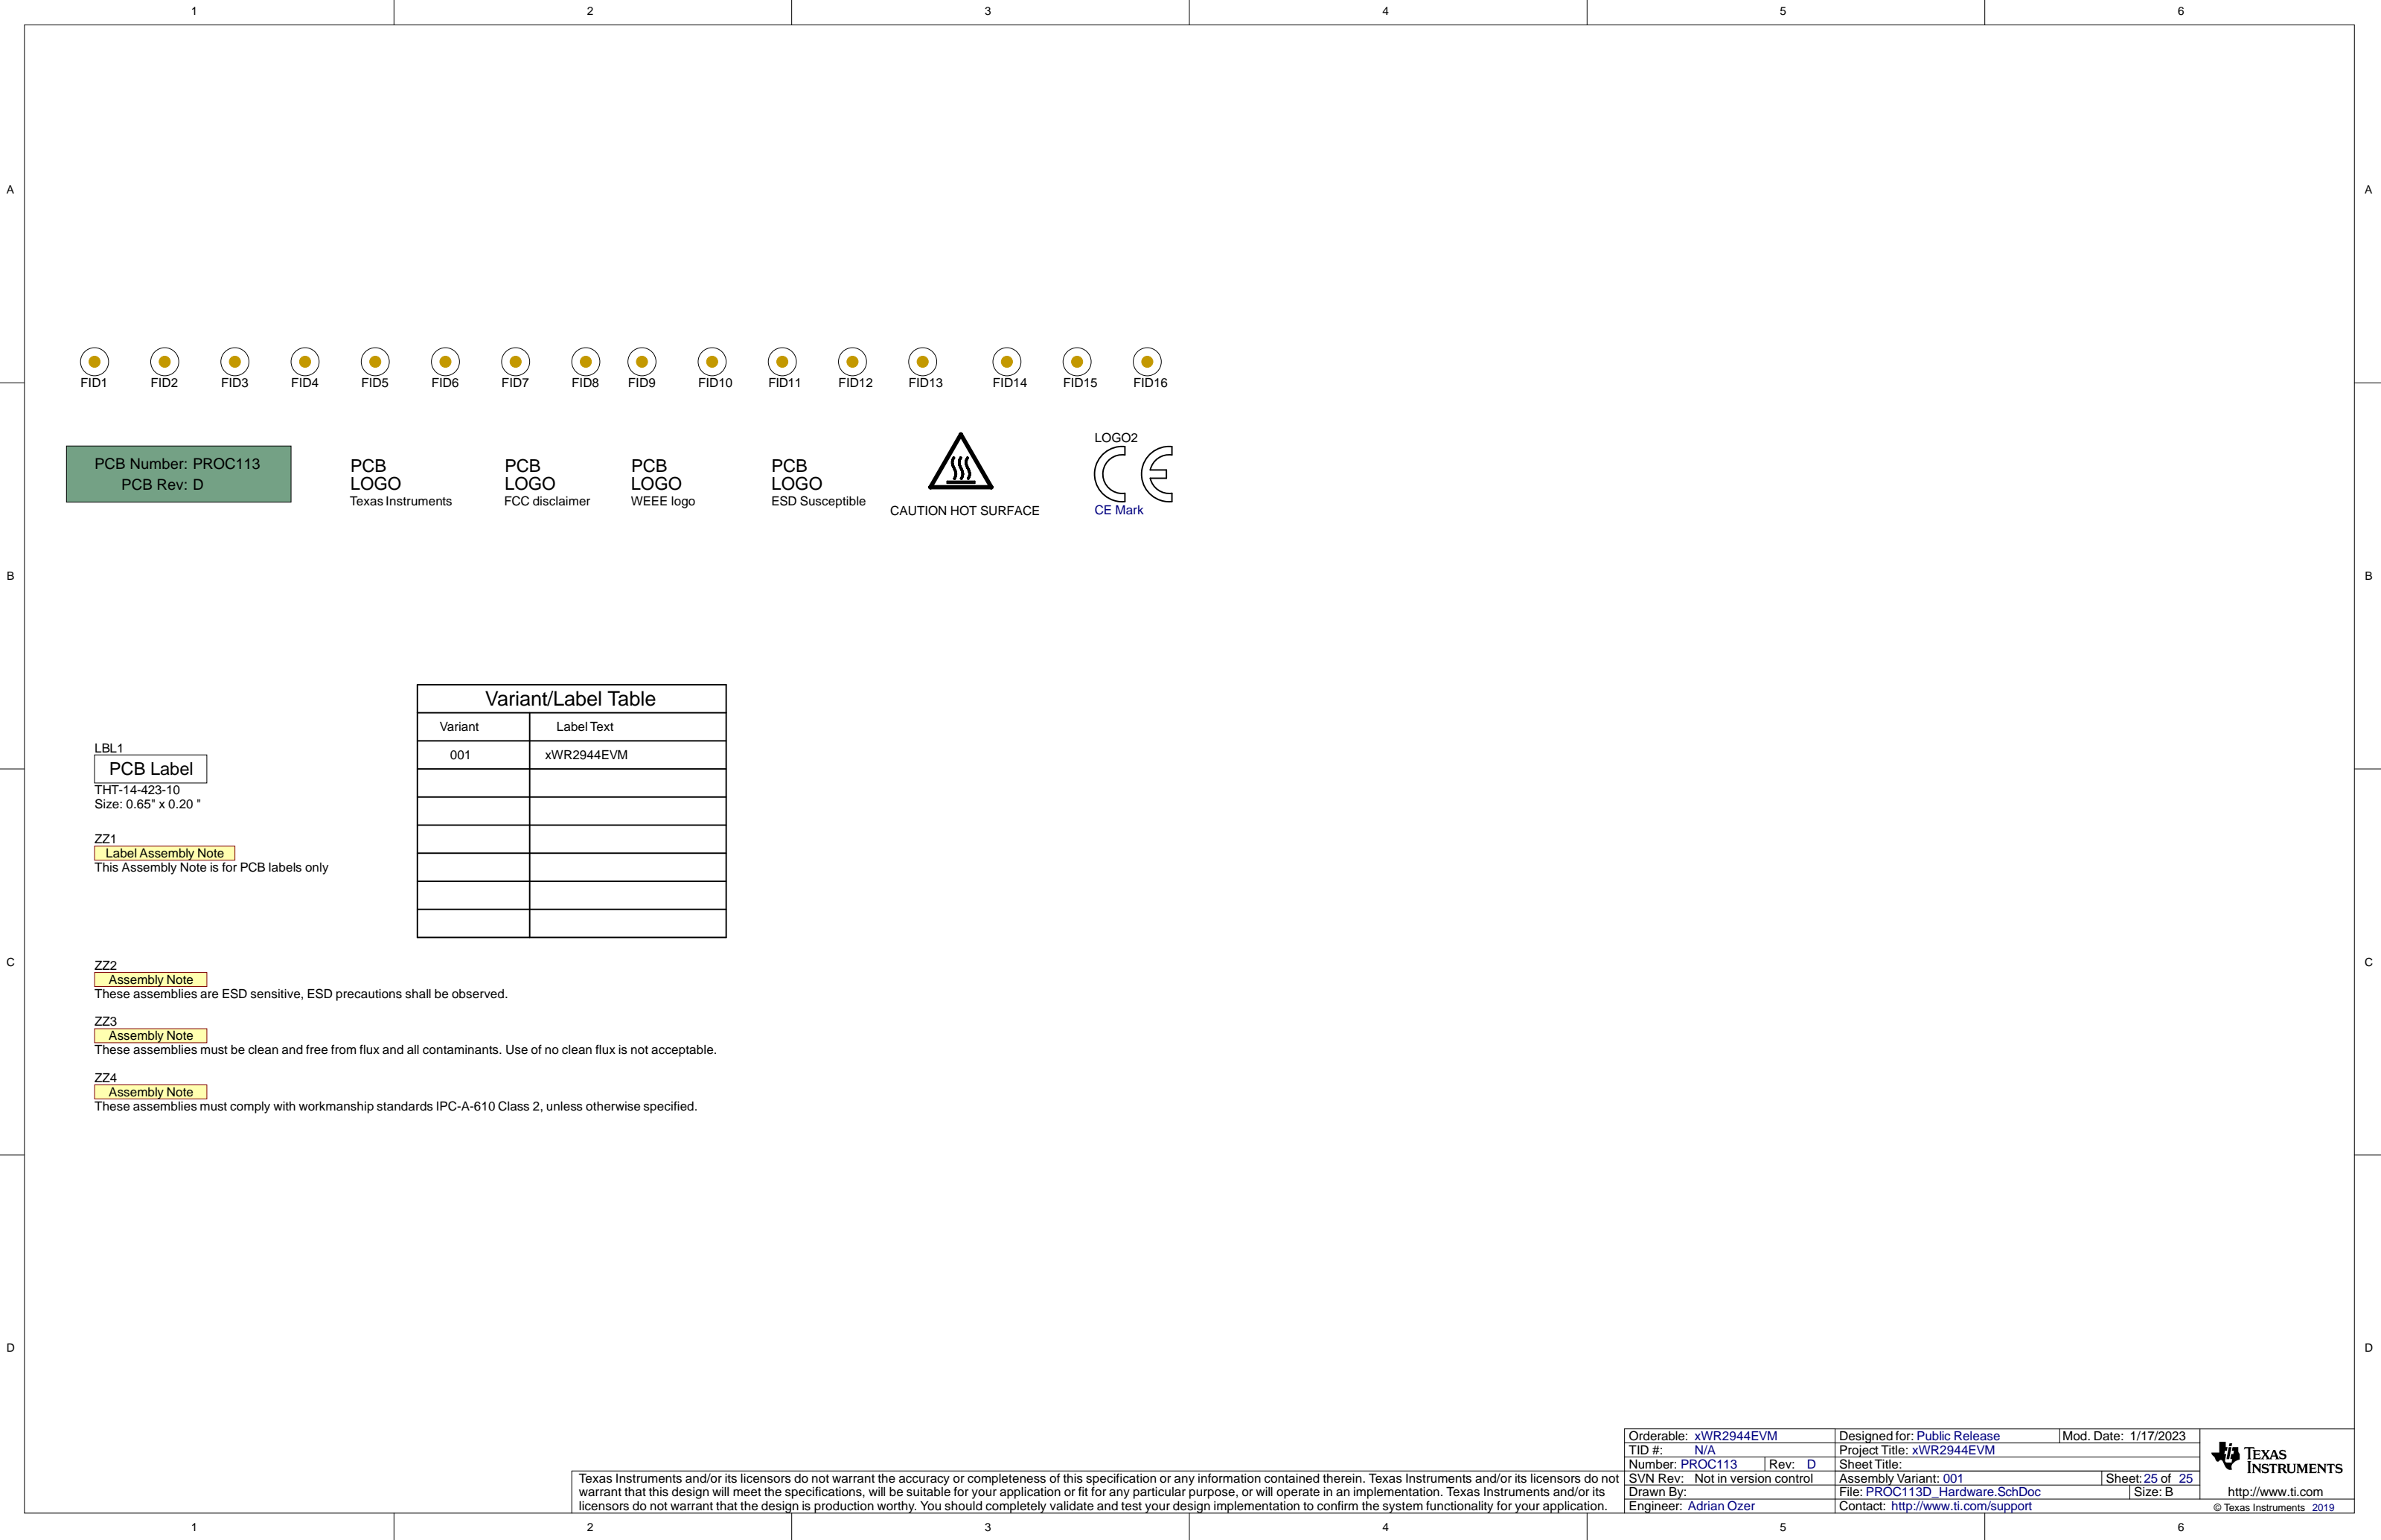 1 2 3 4 5 6
A A
FID1 FID2 FID3 FID4 FID5 FID6 FID7 FID8 FID9 FID10 FID11 FID12 FID13 FID14 FID15 FID16
PCB Number: PROC113
PCB Rev: D
PCB
LOGO
Texas Instruments
PCB
LOGO
FCC disclaimer
PCB
LOGO
WEEE logo
PCB
LOGO
ESD Susceptible
CAUTION HOT SURFACE
LOGO2
CE
CE Mark
B B
Variant/Label Table
Variant Label Text
001 xWR2944EVM
LBL1
PCB Label
THT-14-423-10
Size: 0.65" x 0.20 "
ZZ1
Label Assembly Note
This Assembly Note is for PCB labels only
C C
ZZ2
Assembly Note
These assemblies are ESD sensitive, ESD precautions shall be observed.
ZZ3
Assembly Note
These assemblies must be clean and free from flux and all contaminants. Use of no clean flux is not acceptable.
ZZ4
Assembly Note
These assemblies must comply with workmanship standards IPC-A-610 Class 2, unless otherwise specified.
D D
Texas Instruments and/or its licensors do not warrant the accuracy or completeness of this specification or any information contained therein. Texas Instruments and/or its licensors do not
warrant that this design will meet the specifications, will be suitable for your application or fit for any particular purpose, or will operate in an implementation. Texas Instruments and/or its
licensors do not warrant that the design is production worthy. You should completely validate and test your design implementation to confirm the system functionality for your application.
Orderable: xWR2944EVM Designed for: Public Release Mod. Date: 1/17/2023
TID #: N/A Project Title: xWR2944EVM
Number: PROC113 Rev: D Sheet Title:
SVN Rev: Not in version control Assembly Variant: 001 Sheet: 25 of 25
Drawn By: File: PROC113D_Hardware.SchDoc Size: B
Engineer: Adrian Ozer Contact: http://www.ti.com/support
TEXAS
INSTRUMENTS
http://www.ti.com
© Texas Instruments 2019
1 2 3 4 5 6